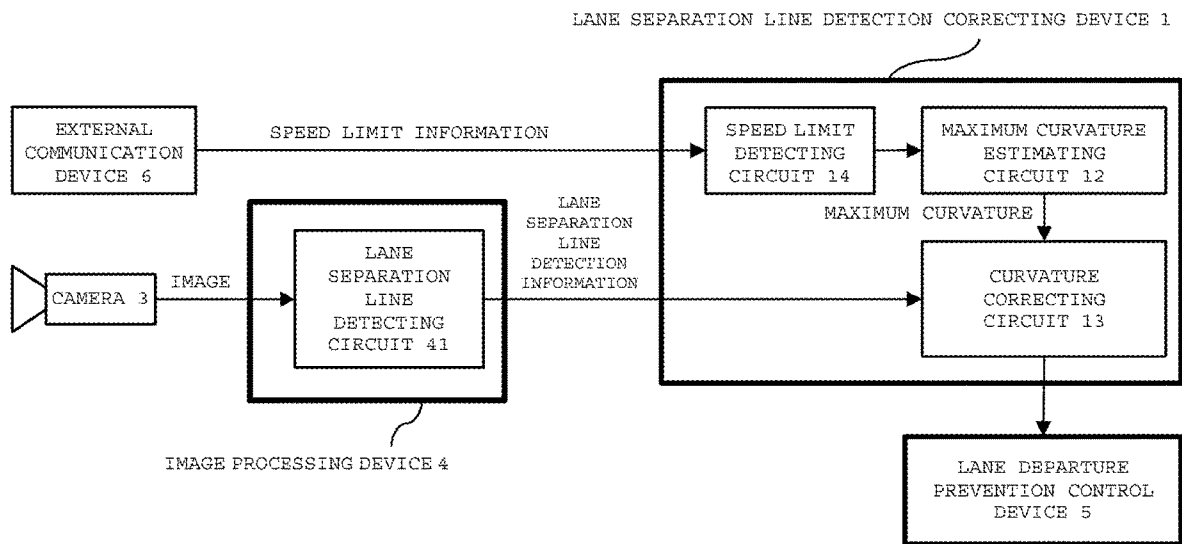 LANE SEPARATION LINE DETECTION CORRECTING DEVICE 1
EXTERNAL
COMMUNICATION
DEVICE 6
SPEED LIMIT INFORMATION
SPEED LIMIT
DETECTING
CIRCUIT 14
MAXIMUM CURVATURE
ESTIMATING
CIRCUIT 12
MAXIMUM CURVATURE
CAMERA 3
IMAGE
LANE
SEPARATION
LINE
DETECTING
CIRCUIT 41
LANE
SEPARATION
LINE
DETECTION
INFORMATION
CURVATURE
CORRECTING
CIRCUIT 13
IMAGE PROCESSING DEVICE 4
LANE DEPARTURE
PREVENTION CONTROL
DEVICE 5